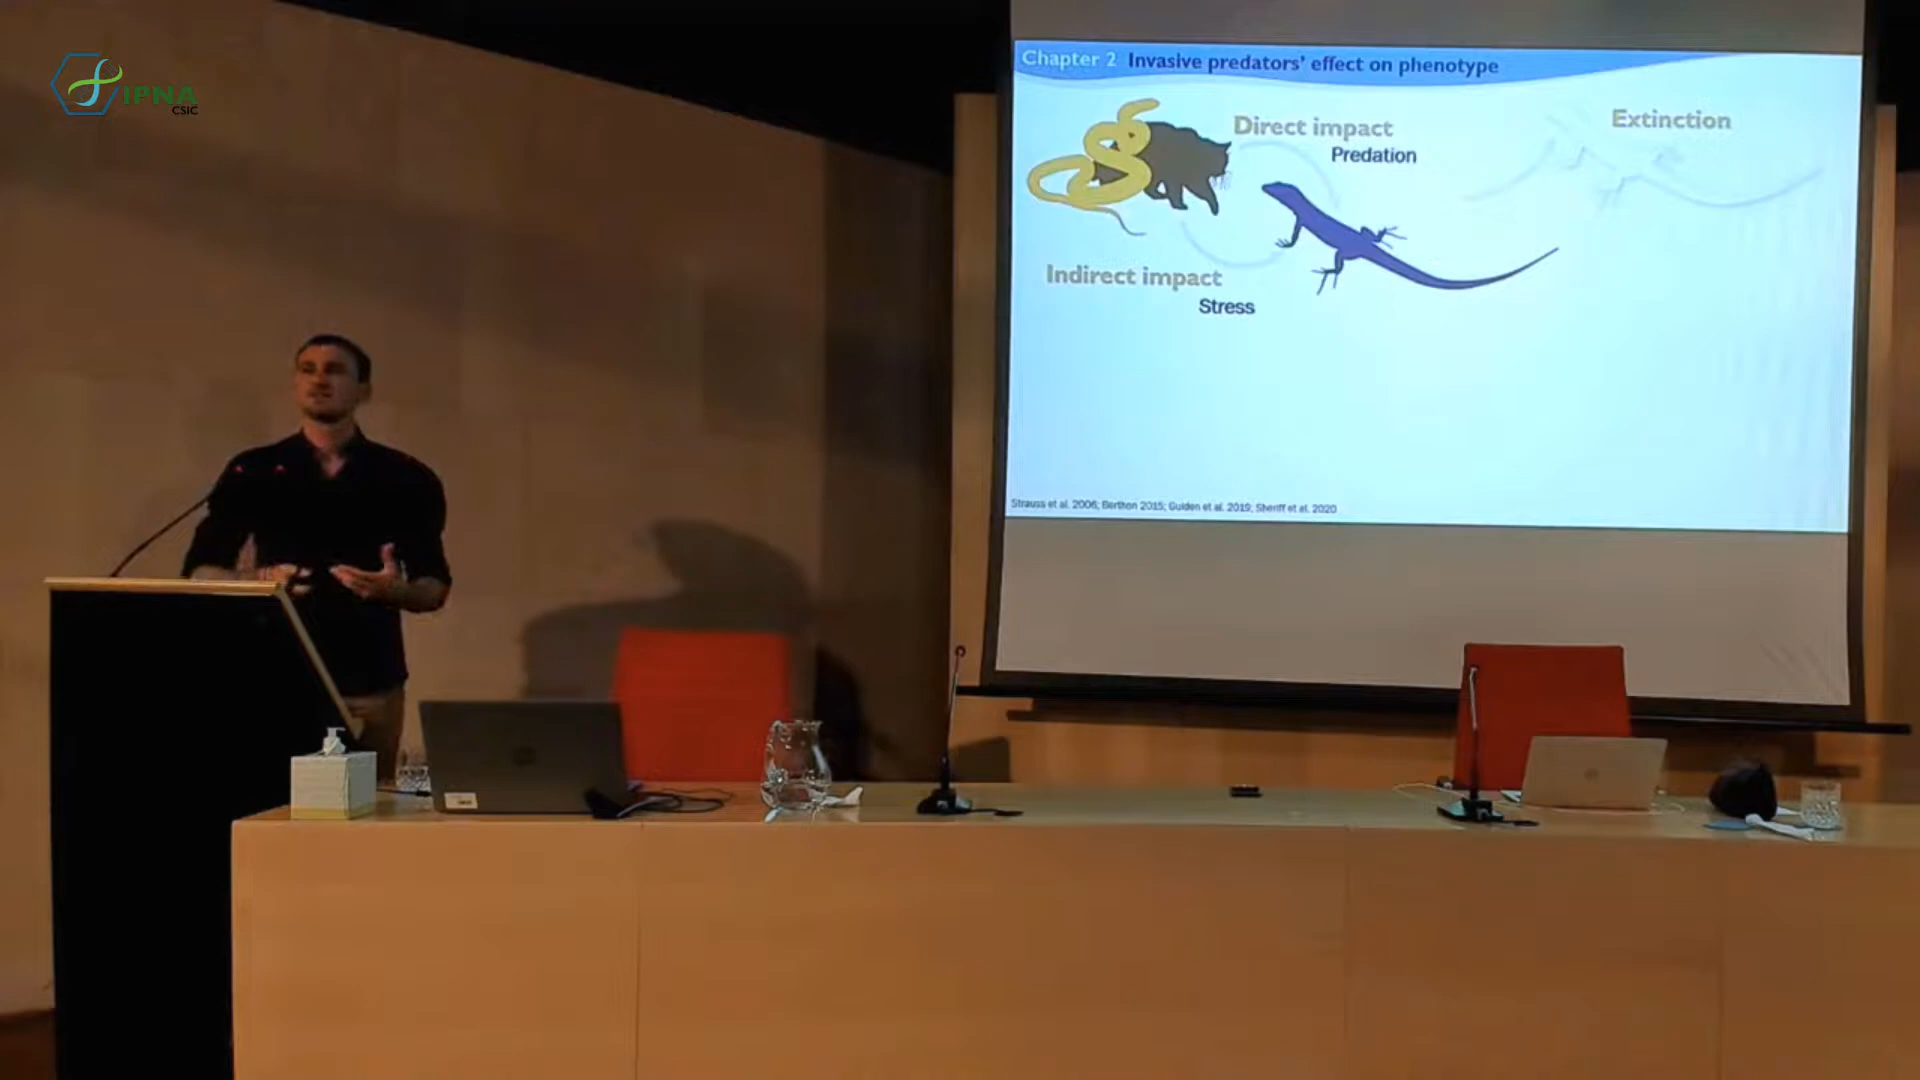 IPNA
CSIC
Chapter 2 Invasive predators' effect on phenotype
Direct impact
Predation
Extinction
Indirect impact
Stress
Strauss et al. 2006; Berthon 2015; Guiden et al. 2019; Sheriff et al. 2020